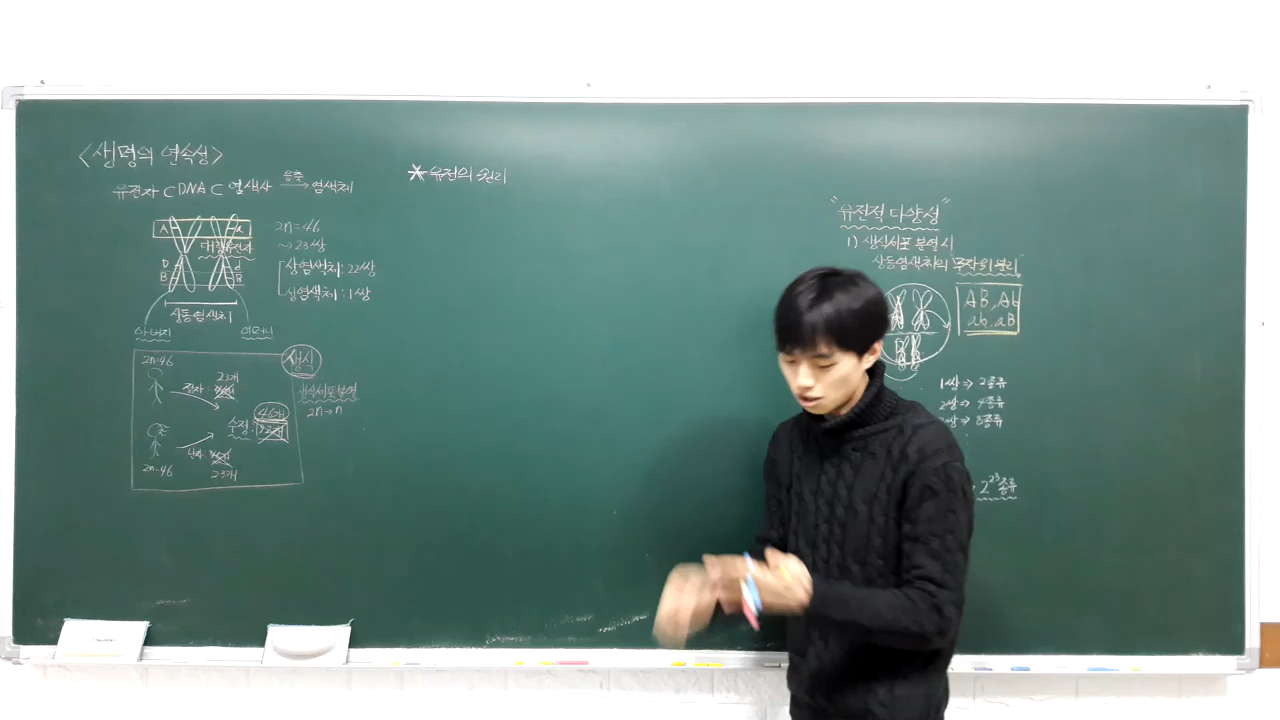 <생명의 연속성>
유전자 ⊂ DNA ⊂ 염색사 응축→ 염색체
A a
대립유전자
D d
B B
상동염색체
아버지 어머니
2n=46
→23쌍
상염색체: 22쌍
성염색체: 1쌍
생식
생식세포분열
2n→n
2n=46
23개
정자:
46개
수정:
난자:
2n=46
23개
*유전의 원리
"유전적 다양성"
1) 생식세포 분열시
상동염색체의 "무작위 분리"
AB, Ab
ab, aB
1쌍⇒ 2종류
2쌍⇒ 4종류
쌍⇒ 8종류
2^23종류